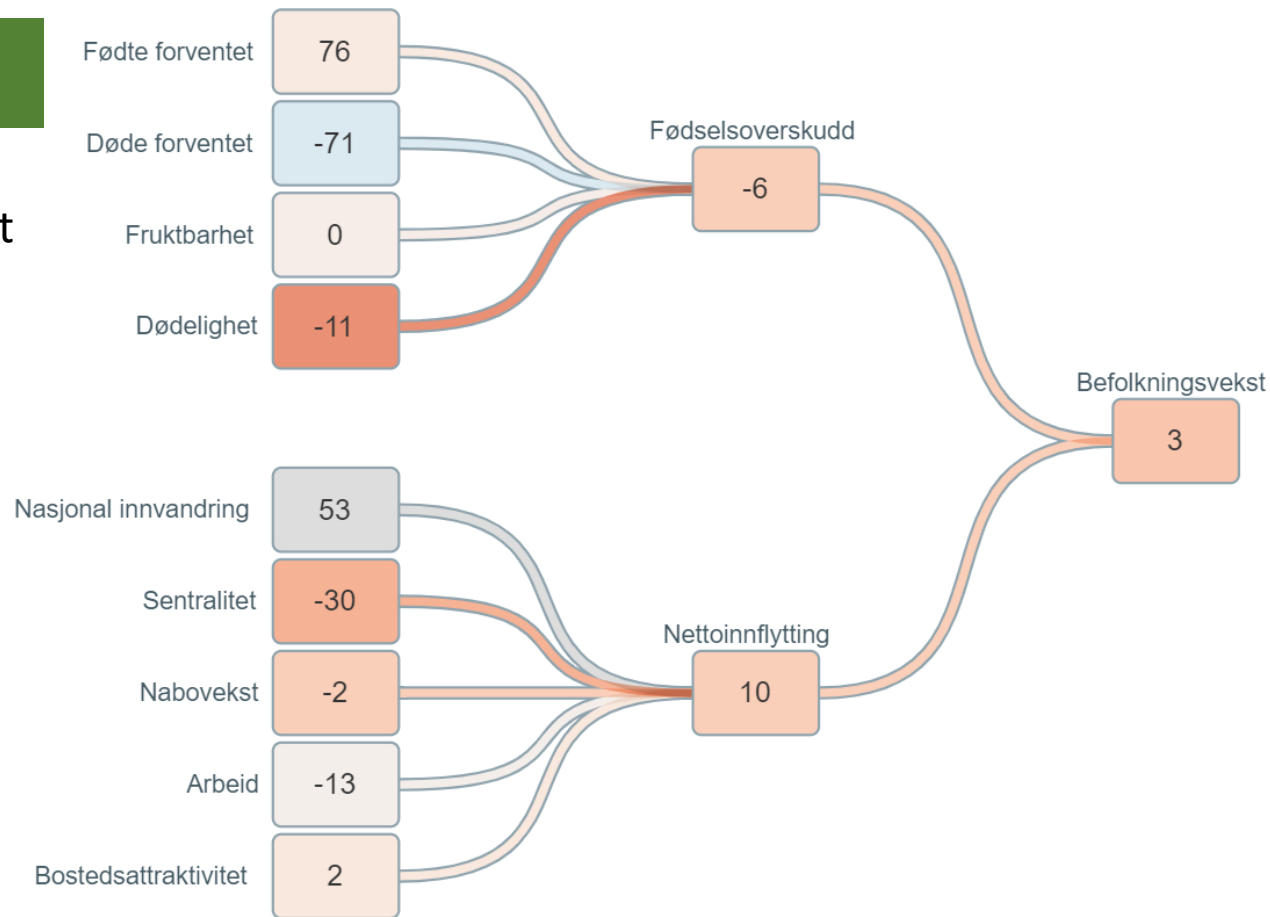 Fødte forventet 76
Døde forventet -71
Fødselsoverskudd
-6
t
Fruktbarhet 0
Dødelighet -11
Befolkningsvekst
3
Nasjonal innvandring 53
Sentralitet -30
Nettoinnflytting
10
Nabovekst -2
Arbeid -13
Bostedsattraktivitet 2